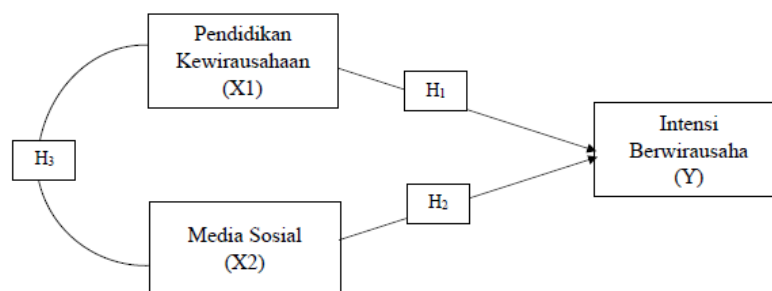 Pendidikan
Kewirausahaan
(X1)
H₁
Intensi
Berwirausaha
(Y)
H₃
H₂
Media Sosial
(X2)